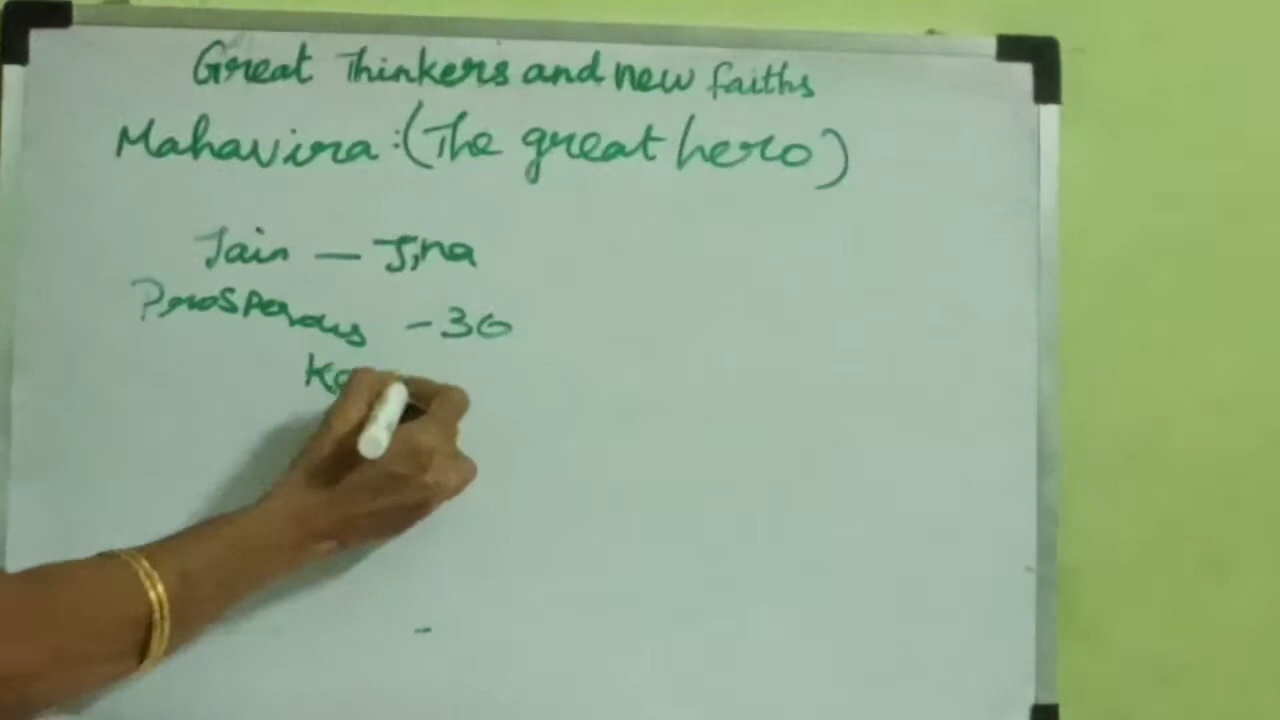 Great Thinkers and new faiths
Mahavira :(The great hero)
Jain — Jina
Prosperous - 30